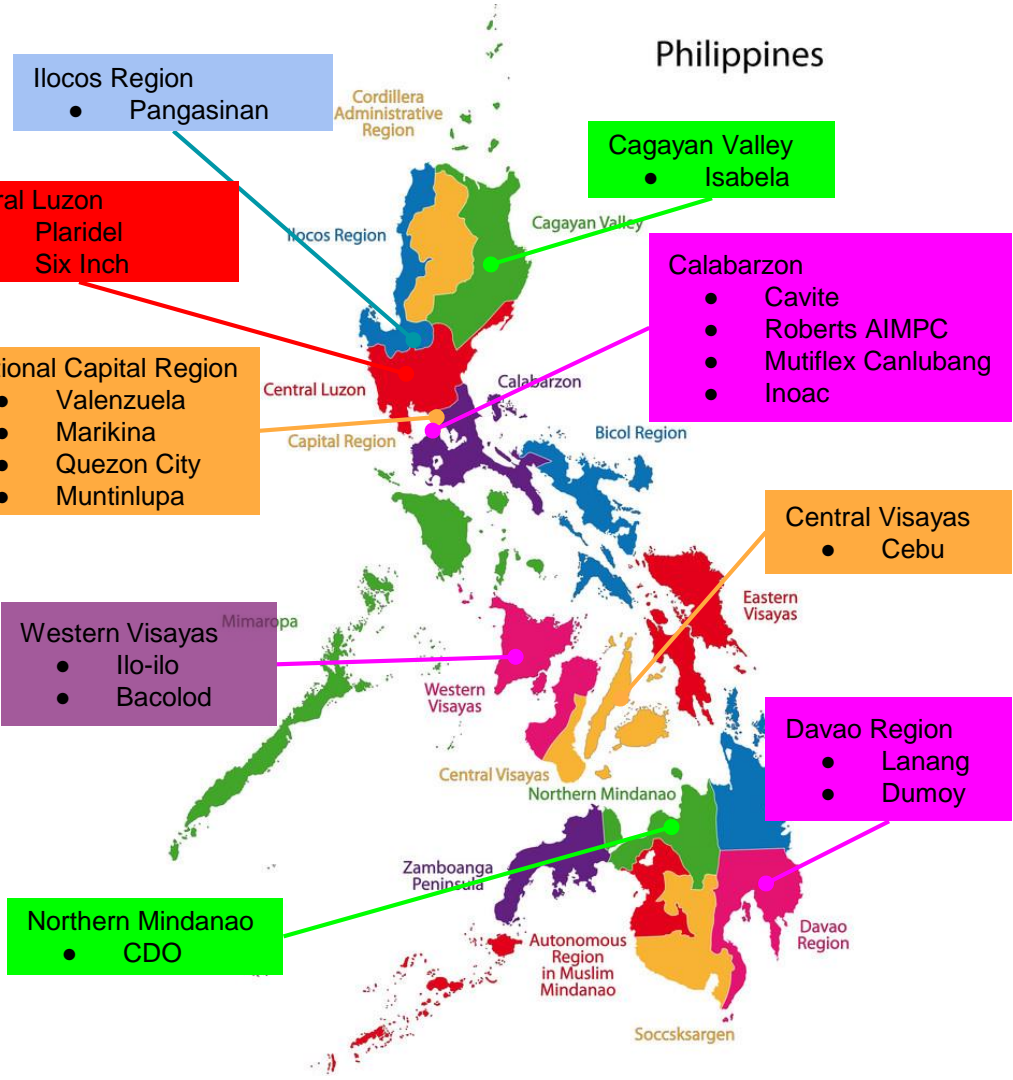 Philippines
Ilocos Region
● Pangasinan
Cordillera
Administrative
Region
Cagayan Valley
● Isabela
ral Luzon
Plaridel
Six Inch
Ilocos Region
Cagayan Valley
Calabarzon
● Cavite
● Roberts AIMPC
● Mutiflex Canlubang
● Inoac
tional Capital Region
● Valenzuela
● Marikina
● Quezon City
● Muntinlupa
Central Luzon
Calabarzon
Capital Region
Bicol Region
Central Visayas
● Cebu
Eastern
Visayas
Mimaropa
Western Visayas
● Ilo-ilo
● Bacolod
Western
Visayas
Davao Region
● Lanang
● Dumoy
Central Visayas
Northern Mindanao
Zamboanga
Peninsula
Northern Mindanao
● CDO
Davao
Region
Autonomous
Region
in Muslim
Mindanao
Soccsksargen